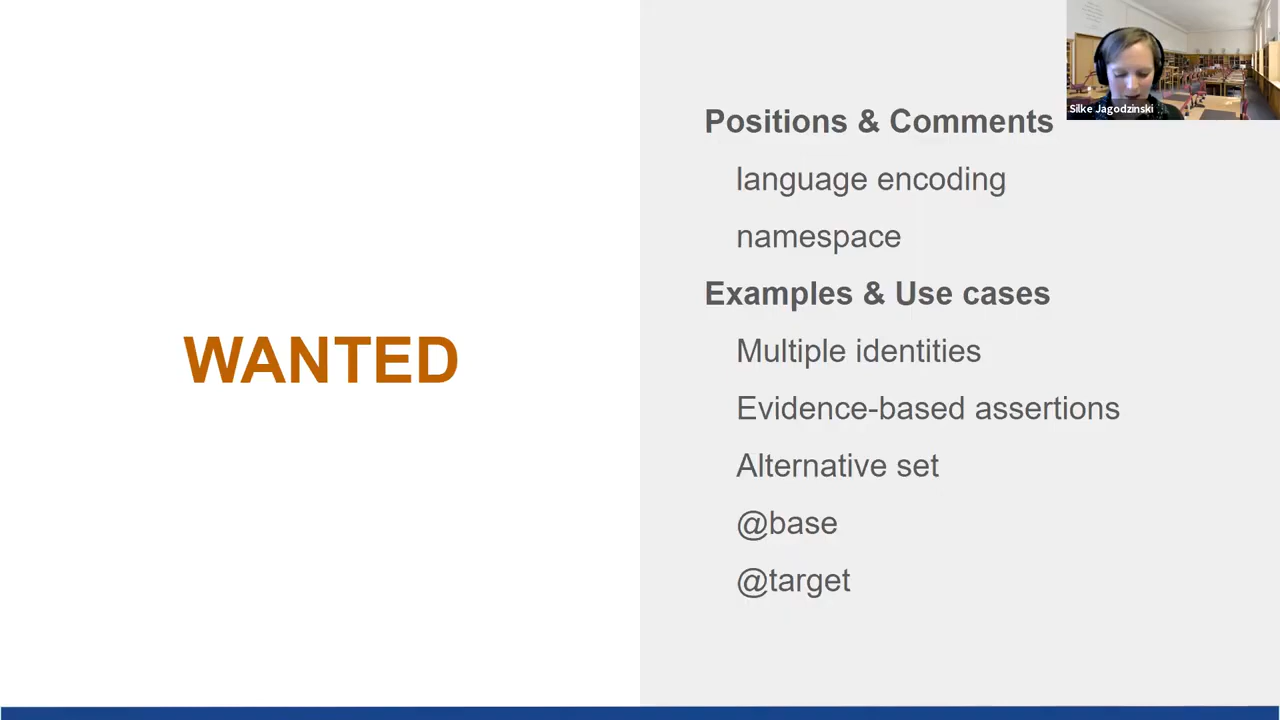 WANTED
Positions & Comments
language encoding
namespace
Examples & Use cases
Multiple identities
Evidence-based assertions
Alternative set
@base
@target
Silke Jagodzinski